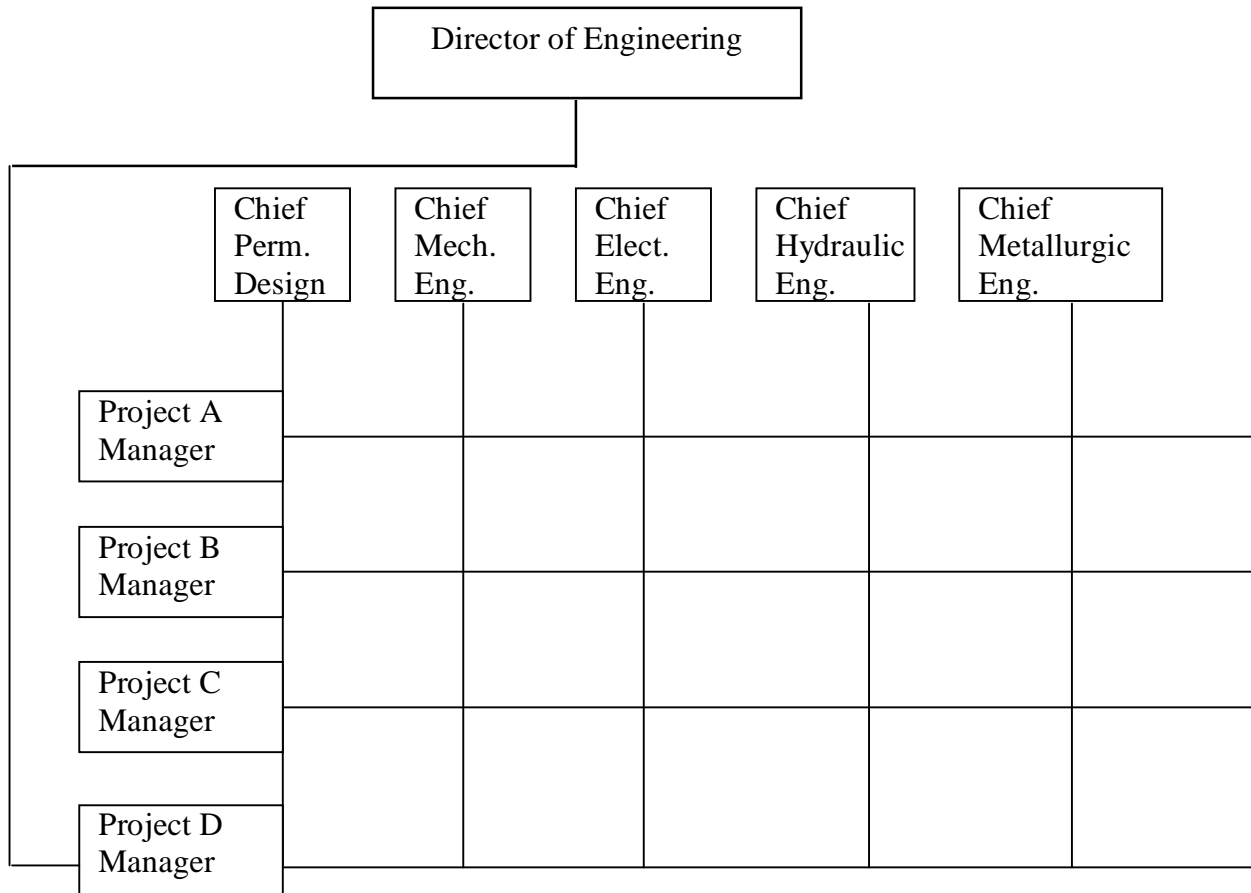 Director of Engineering
Chief
Perm.
Design
Chief
Mech.
Eng.
Chief
Elect.
Eng.
Chief
Hydraulic
Eng.
Chief
Metallurgic
Eng.
Project A
Manager
Project B
Manager
Project C
Manager
Project D
Manager